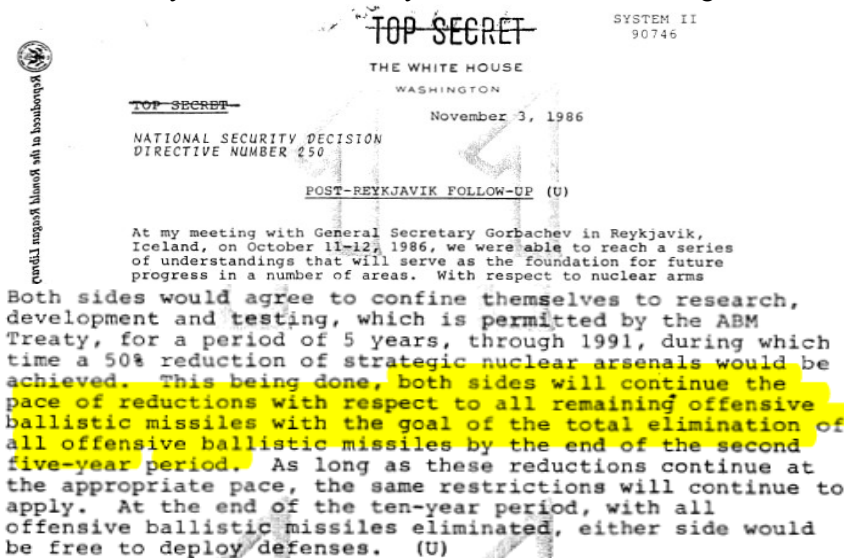 TOP SECRET
SYSTEM II
90746
THE WHITE HOUSE
WASHINGTON
TOP SECRET
November 3, 1986
NATIONAL SECURITY DECISION
DIRECTIVE NUMBER 250
POST-REYKJAVIK FOLLOW-UP (U)
At my meeting with General Secretary Gorbachev in Reykjavik,
Iceland, on October 11-12, 1986, we were able to reach a series
of understandings that will serve as the foundation for future
progress in a number of areas. With respect to nuclear arms
Both sides would agree to confine themselves to research,
development and testing, which is permitted by the ABM
Treaty, for a period of 5 years, through 1991, during which
time a 50% reduction of strategic nuclear arsenals would be
achieved. This being done, both sides will continue the
pace of reductions with respect to all remaining offensive
ballistic missiles with the goal of the total elimination of
all offensive ballistic missiles by the end of the second
five-year period. As long as these reductions continue at
the appropriate pace, the same restrictions will continue to
apply. At the end of the ten-year period, with all
offensive ballistic missiles eliminated, either side would
be free to deploy defenses. (U)
Reproduced at the Ronald Reagan Library